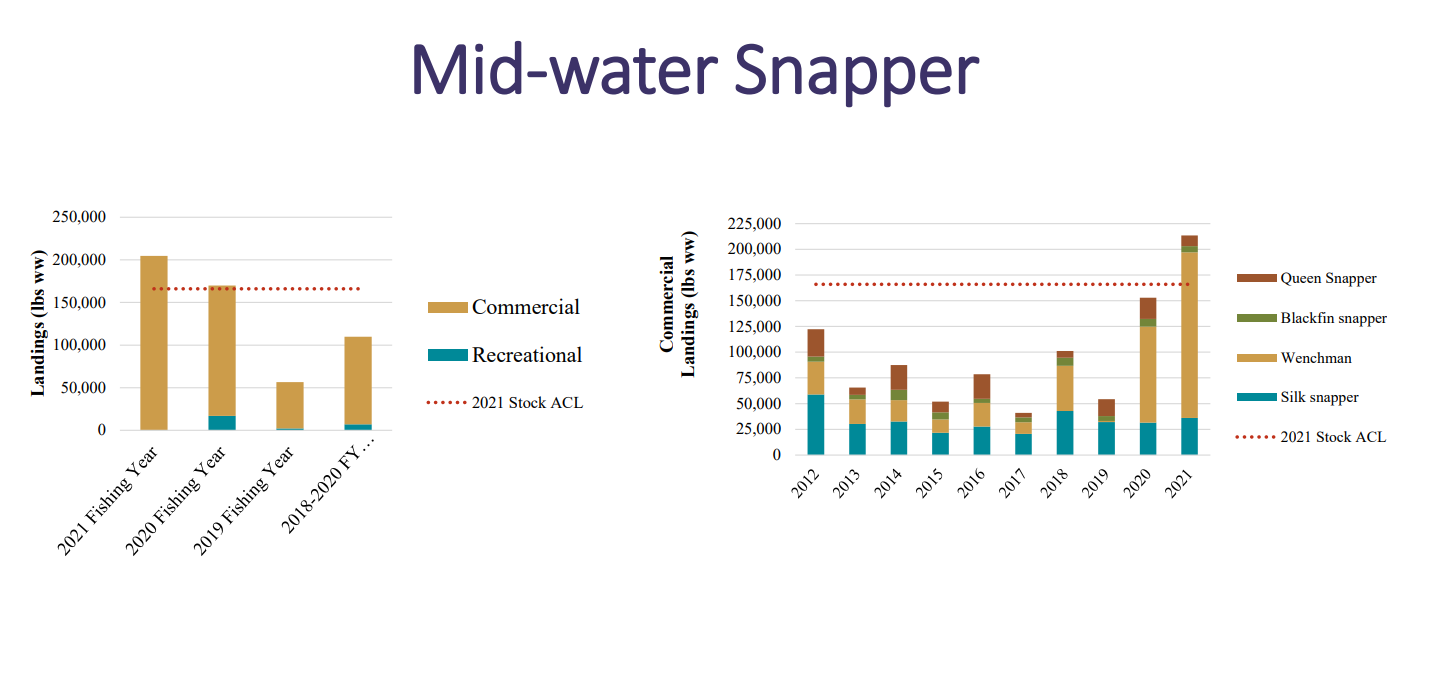 Mid-water Snapper
Landings (lbs ww)
250,000
200,000
150,000
100,000
50,000
0
2021 Fishing Year
2020 Fishing Year
2019 Fishing Year
2018-2020 FY…
Commercial
Recreational
2021 Stock ACL
Commercial
Landings (lbs ww)
225,000
200,000
175,000
150,000
125,000
100,000
75,000
50,000
25,000
0
2012
2013
2014
2015
2016
2017
2018
2019
2020
2021
Queen Snapper
Blackfin snapper
Wenchman
Silk snapper
2021 Stock ACL